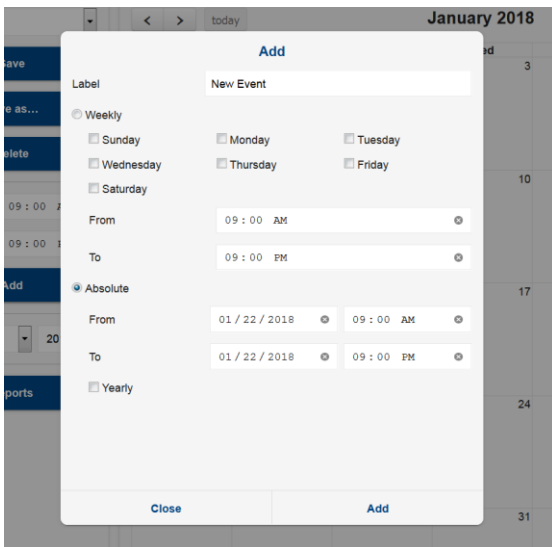 today
January 2018
Add
ed
ave
Label
New Event
3
Weekly
e as...
Sunday
Monday
Tuesday
elete
Wednesday
Thursday
Friday
Saturday
10
09:00
From
09:00 AM
09:00
To
09:00 PM
Add
Absolute
17
From
01/22/2018
09:00 AM
20
To
01/22/2018
09:00 PM
Yearly
ports
24
Close
Add
31